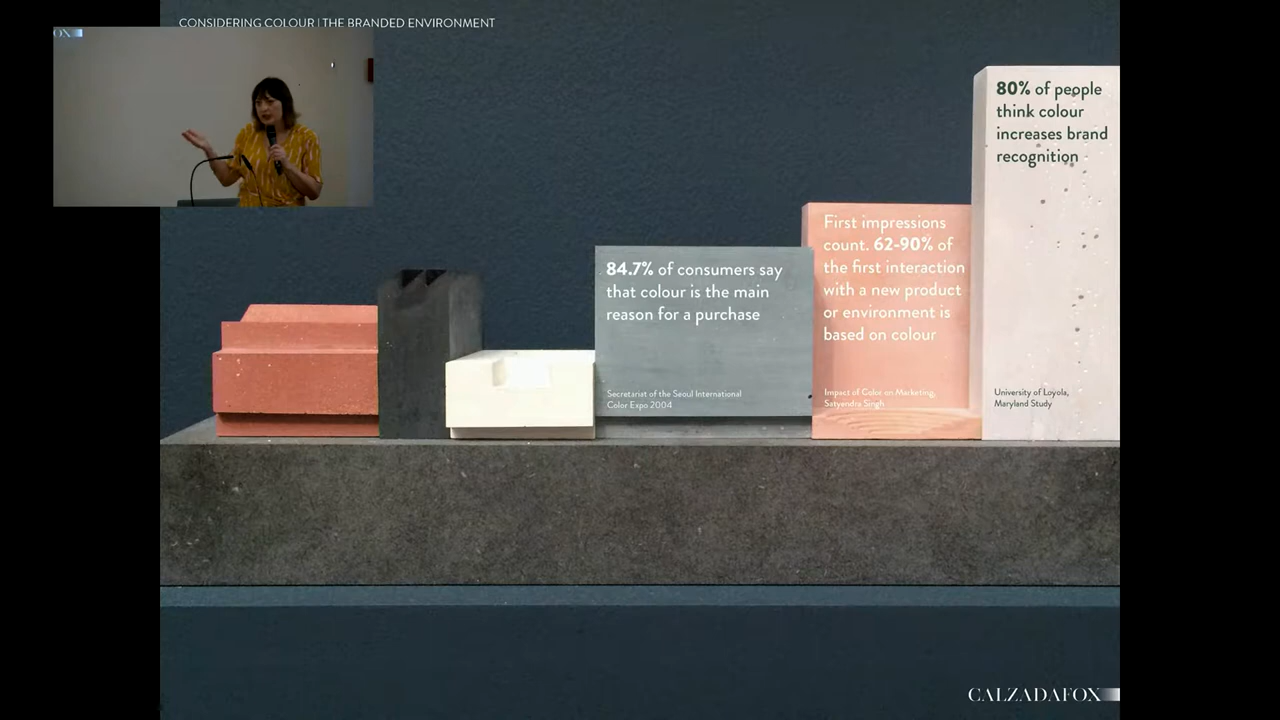 CONSIDERING COLOUR | THE BRANDED ENVIRONMENT
OX
84.7% of consumers say
that colour is the main
reason for a purchase
Secretariat of the Seoul International
Color Expo 2004
First impressions
count. 62-90% of
the first interaction
with a new product
or environment is
based on colour
Impact of Color on Marketing,
Satyendra Singh
80% of people
think colour
increases brand
recognition
University of Loyola,
Maryland Study
CALZADAFOX